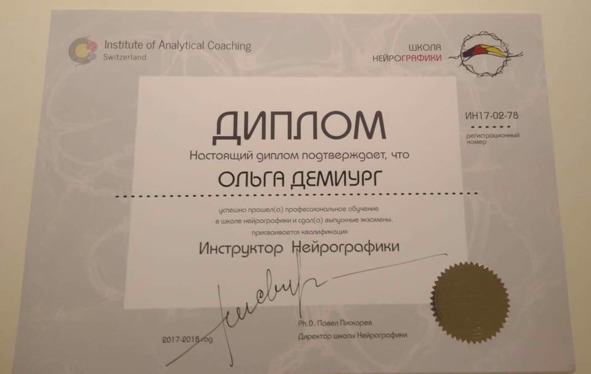 Institute of Analytical Coaching
Switzerland
ШКОЛА
НЕЙРОГРАФИКИ
ИН17-02-78
регистрационный
номер
ДИПЛОМ
Настоящий диплом подтверждает, что
ОЛЬГА ДЕМИУРГ
успешно прошел(а) профессиональное обучение
в школе нейрографики и сдал(а) выпускные экзамены.
присваивается квалификация
Инструктор Нейрографики
Ph.D. Павел Пискарев
2017-2018 год
Директор школы Нейрографики